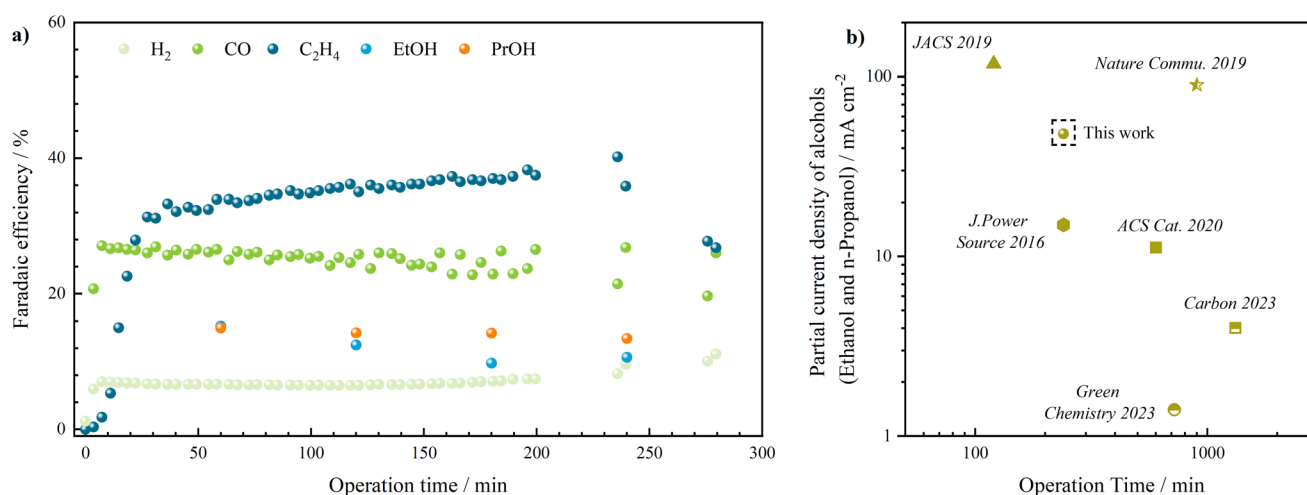 a)
H2 CO C2H4 EtOH PrOH
Faradaic efficiency / %
60
40
20
0
0 50 100 150 200 250 300
Operation time / min
b)
Partial current density of alcohols
(Ethanol and n-Propanol) / mA cm-2
100
10
1
JACS 2019
Nature Commu. 2019
This work
J.Power
Source 2016
ACS Cat. 2020
Carbon 2023
Green
Chemistry 2023
100 1000
Operation Time / min